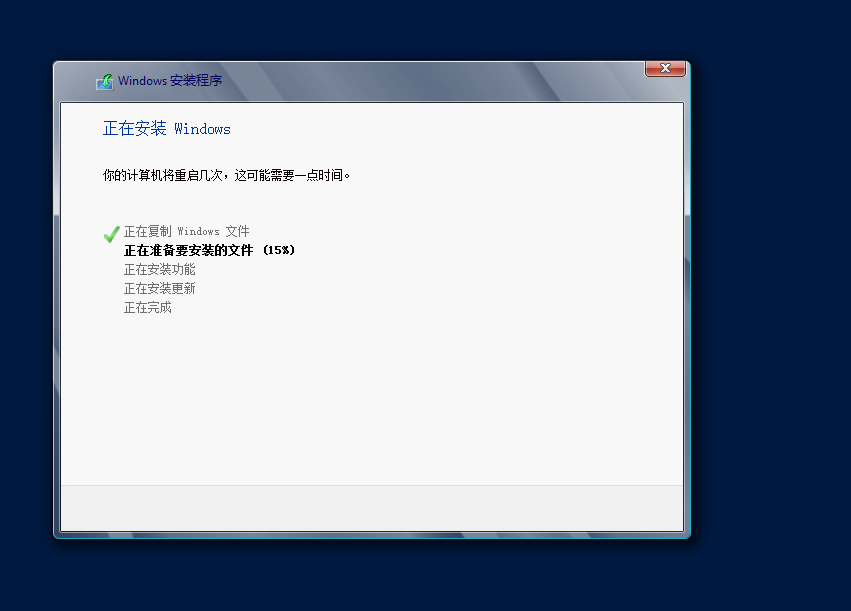 Windows 安装程序
正在安装 Windows
你的计算机将重启几次，这可能需要一点时间。
正在复制 Windows 文件
正在准备要安装的文件 (15%)
正在安装功能
正在安装更新
正在完成